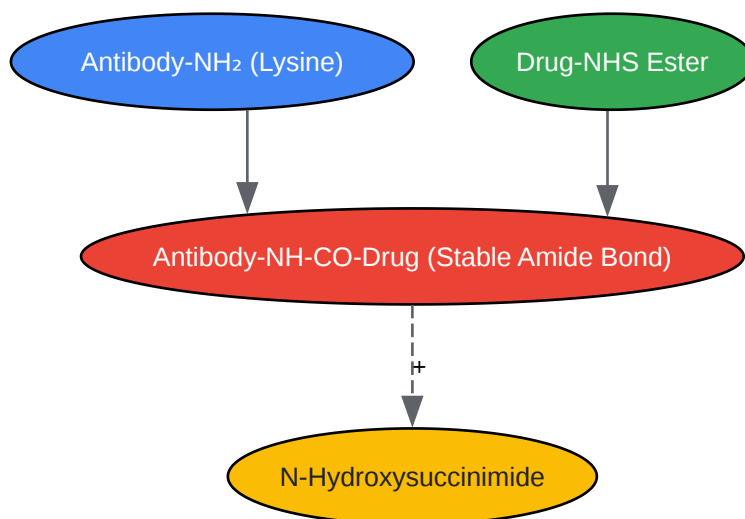 Antibody-NH₂ (Lysine)
Drug-NHS Ester
Antibody-NH-CO-Drug (Stable Amide Bond)
+
N-Hydroxysuccinimide